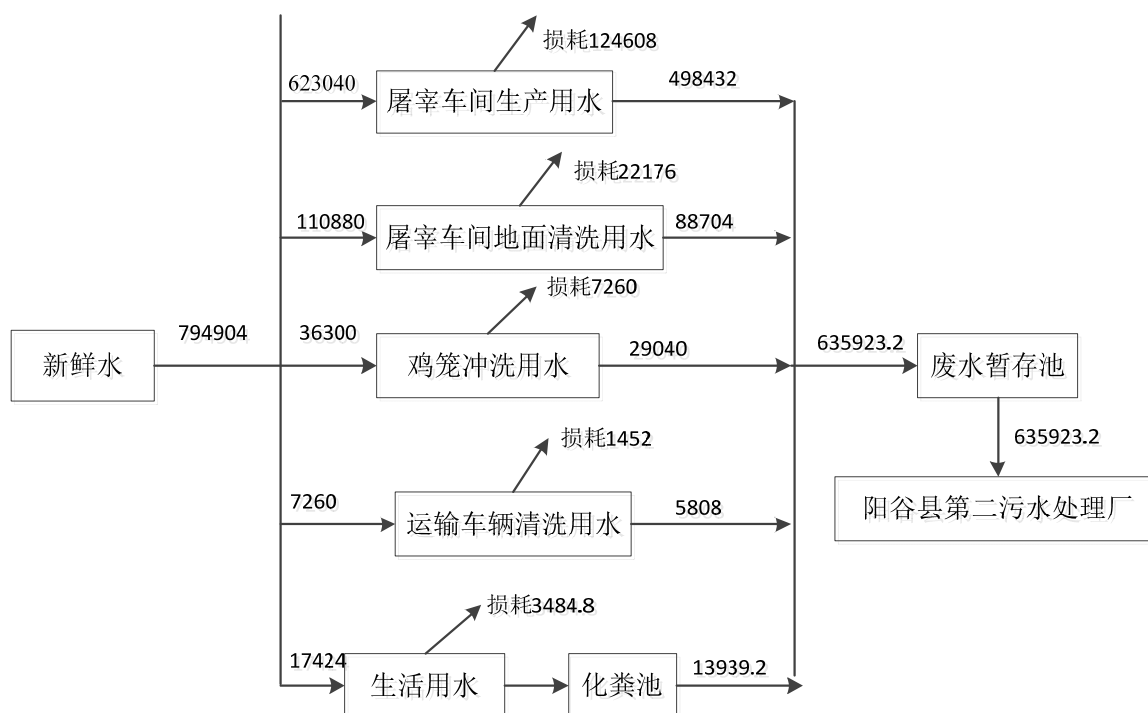 损耗124608
623040
屠宰车间生产用水
498432
损耗22176
110880
屠宰车间地面清洗用水
88704
损耗7260
新鲜水
794904
36300
鸡笼冲洗用水
29040
635923.2
废水暂存池
损耗1452
635923.2
7260
运输车辆清洗用水
5808
阳谷县第二污水处理厂
损耗3484.8
17424
生活用水
化粪池
13939.2